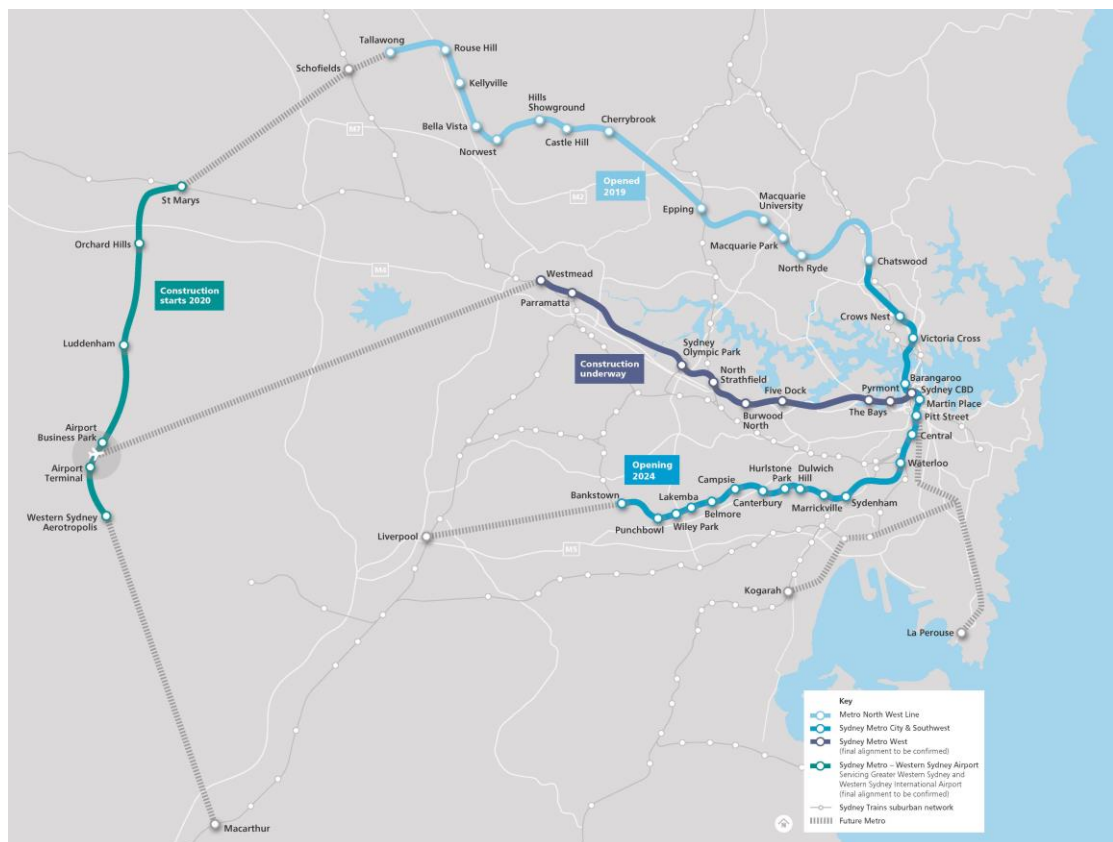 Tallawong
Rouse Hill
Schofields
Kellyville
Hills
Showground
Cherrybrook
Bella Vista
Castle Hill
M7
Norwest
Opened
2019
M2
Macquarie
University
St Marys
Epping
Macquarie Park
Orchard Hills
North Ryde
Chatswood
M4
Westmead
Construction
starts 2020
Parramatta
Crows Nest
Luddenham
Sydney
Olympic Park
Victoria Cross
Construction
underway
North
Strathfield
Barangaroo
Five Dock
Pyrmont
Sydney CBD
Martin Place
The Bays
Burwood
North
Pitt Street
Airport
Business Park
Central
Airport
Terminal
Opening
2024
Waterloo
Hurlstone
Park
Dulwich
Hill
Campsie
Bankstown
Lakemba
Canterbury
Belmore
Marrickville
Sydenham
Western Sydney
Aerotropolis
Punchbowl
Wiley Park
Liverpool
M5
Kogarah
La Perouse
Macarthur
Key
Metro North West Line
Sydney Metro City & Southwest
Sydney Metro West
(final alignment to be confirmed)
Sydney Metro – Western Sydney Airport
Servicing Greater Western Sydney and
Western Sydney International Airport
(final alignment to be confirmed)
Sydney Trains suburban network
Future Metro